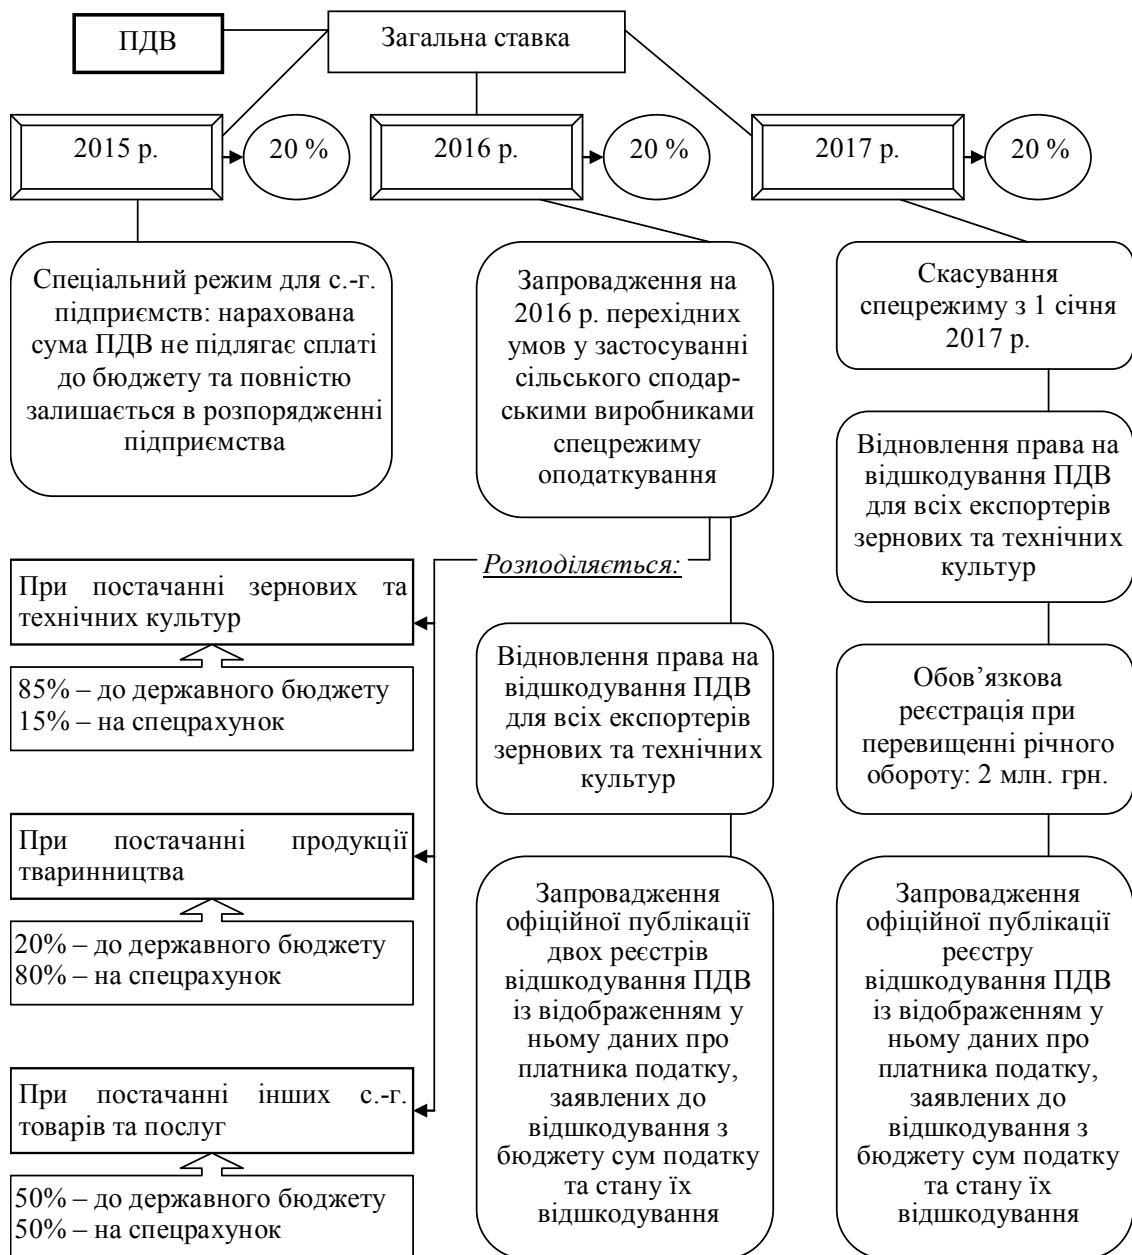 ПДВ
Загальна ставка
2015 р.
20 %
2016 р.
20 %
2017 р.
20 %
Спеціальний режим для с.-г.
підприємств: нарахована
сума ПДВ не підлягає сплаті
до бюджету та повністю
залишається в розпорядженні
підприємства
Запровадження на
2016 р. перехідних
умов у застосуванні
сільського сподар-
ськими виробниками
спецрежиму
оподаткування
Скасування
спецрежиму з 1 січня
2017 р.
Розподіляється:
При постачанні зернових та
технічних культур
85% – до державного бюджету
15% – на спецрахунок
При постачанні продукції
тваринництва
20% – до державного бюджету
80% – на спецрахунок
При постачанні інших с.-г.
товарів та послуг
50% – до державного бюджету
50% – на спецрахунок
Відновлення права на
відшкодування ПДВ
для всіх експортерів
зернових та технічних
культур
Запровадження
офіційної публікації
двох реєстрів
відшкодування ПДВ
із відображенням у
ньому даних про
платника податку,
заявлених до
відшкодування з
бюджету сум податку
та стану їх
відшкодування
Відновлення права на
відшкодування ПДВ
для всіх експортерів
зернових та технічних
культур
Обов’язкова
реєстрація при
перевищенні річного
обороту: 2 млн. грн.
Запровадження
офіційної публікації
реєстру
відшкодування ПДВ
із відображенням у
ньому даних про
платника податку,
заявлених до
відшкодування з
бюджету сум податку
та стану їх
відшкодування